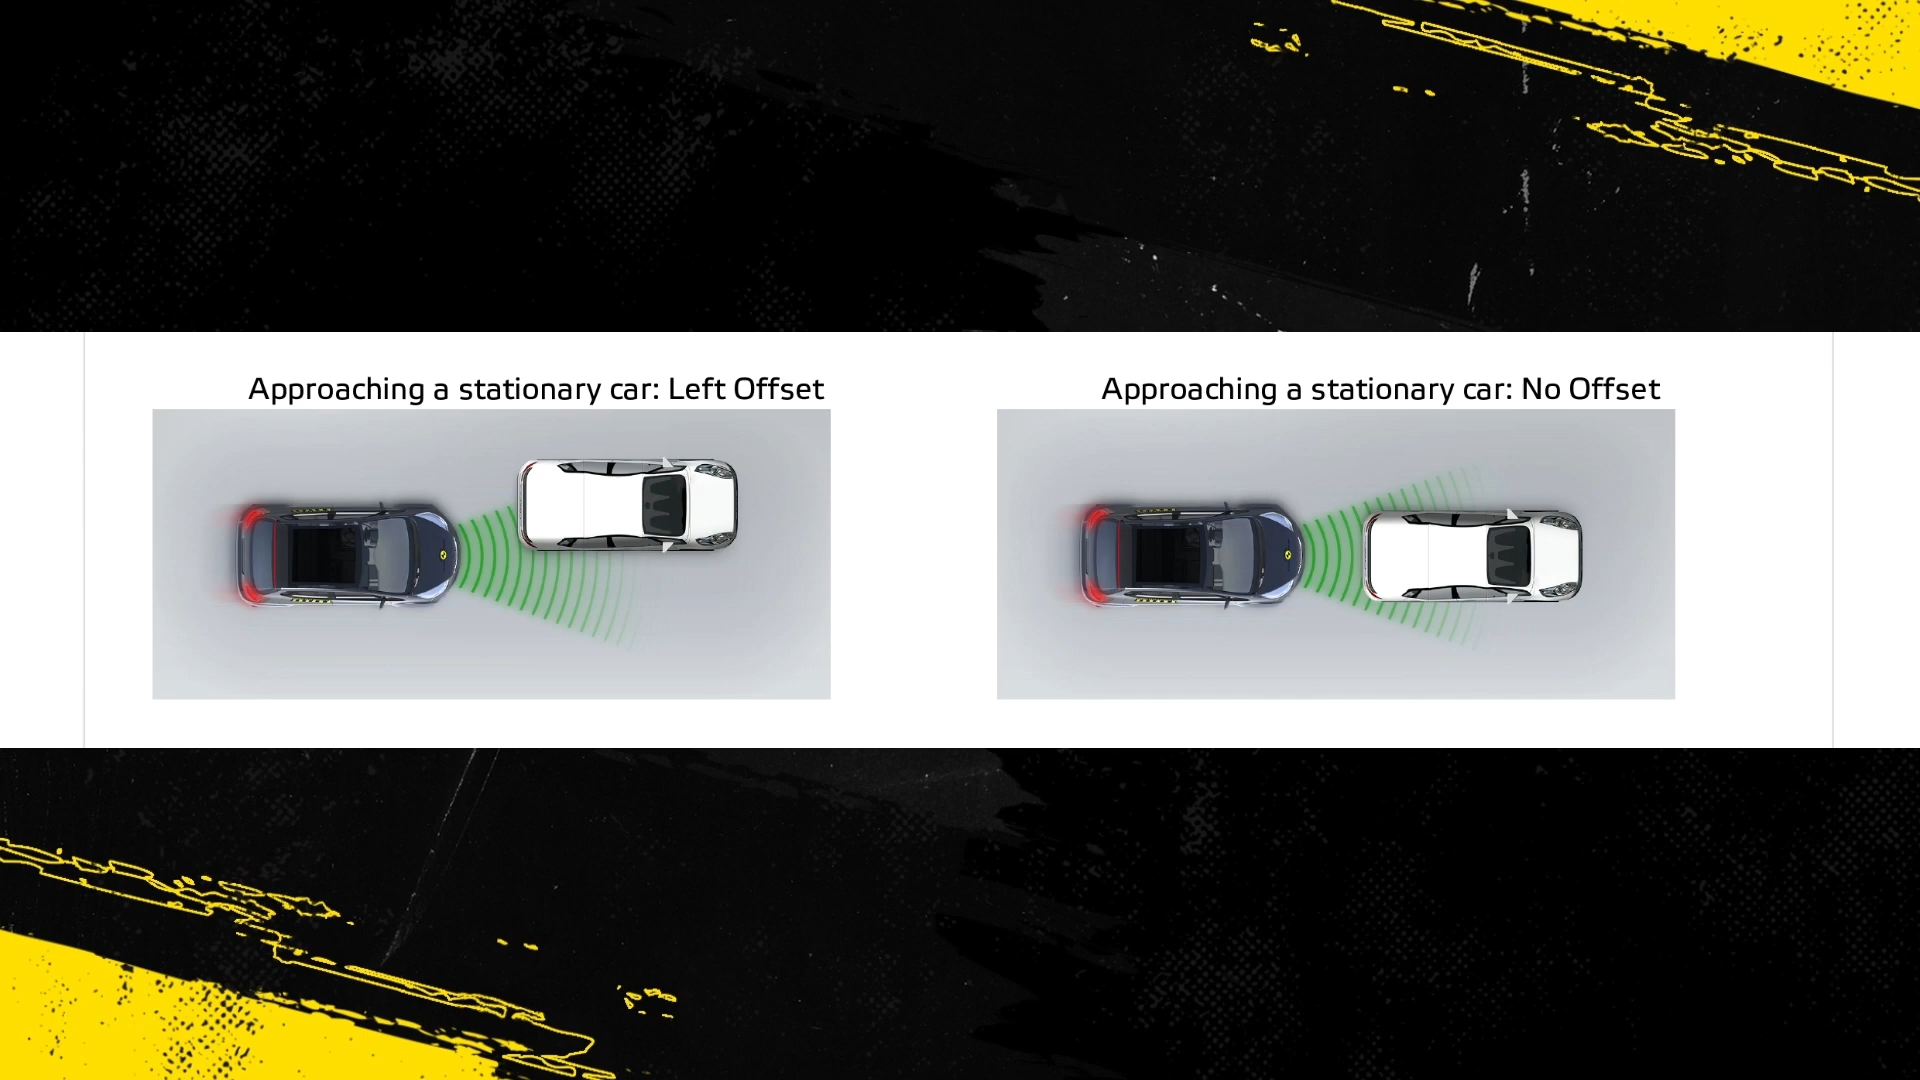 Approaching a stationary car: Left Offset
Approaching a stationary car: No Offset